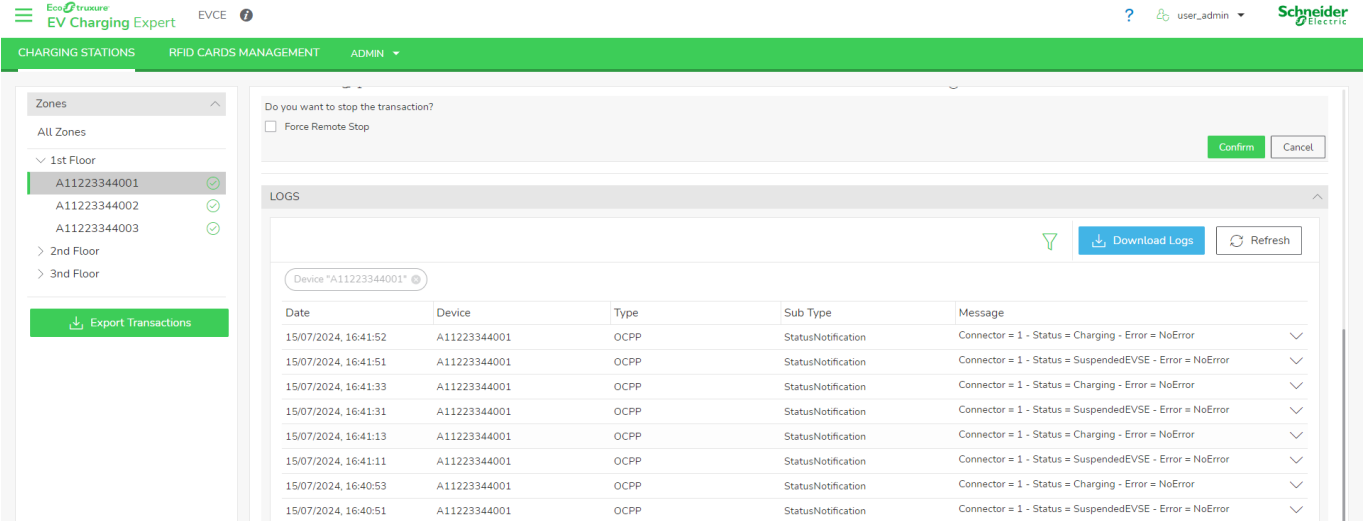 EcoStruxure
EV Charging Expert
EVCE
?
user_admin
Schneider
Electric
CHARGING STATIONS
RFID CARDS MANAGEMENT
ADMIN
Zones
All Zones
1st Floor
A11223344001
A11223344002
A11223344003
2nd Floor
3nd Floor
Export Transactions
Do you want to stop the transaction?
Force Remote Stop
Confirm
Cancel
LOGS
Download Logs
Refresh
Device "A11223344001"
Date Device Type Sub Type Message
15/07/2024, 16:41:52 A11223344001 OCPP StatusNotification Connector = 1 - Status = Charging - Error = NoError
15/07/2024, 16:41:51 A11223344001 OCPP StatusNotification Connector = 1 - Status = SuspendedEVSE - Error = NoError
15/07/2024, 16:41:33 A11223344001 OCPP StatusNotification Connector = 1 - Status = Charging - Error = NoError
15/07/2024, 16:41:31 A11223344001 OCPP StatusNotification Connector = 1 - Status = SuspendedEVSE - Error = NoError
15/07/2024, 16:41:13 A11223344001 OCPP StatusNotification Connector = 1 - Status = Charging - Error = NoError
15/07/2024, 16:41:11 A11223344001 OCPP StatusNotification Connector = 1 - Status = SuspendedEVSE - Error = NoError
15/07/2024, 16:40:53 A11223344001 OCPP StatusNotification Connector = 1 - Status = Charging - Error = NoError
15/07/2024, 16:40:51 A11223344001 OCPP StatusNotification Connector = 1 - Status = SuspendedEVSE - Error = NoError